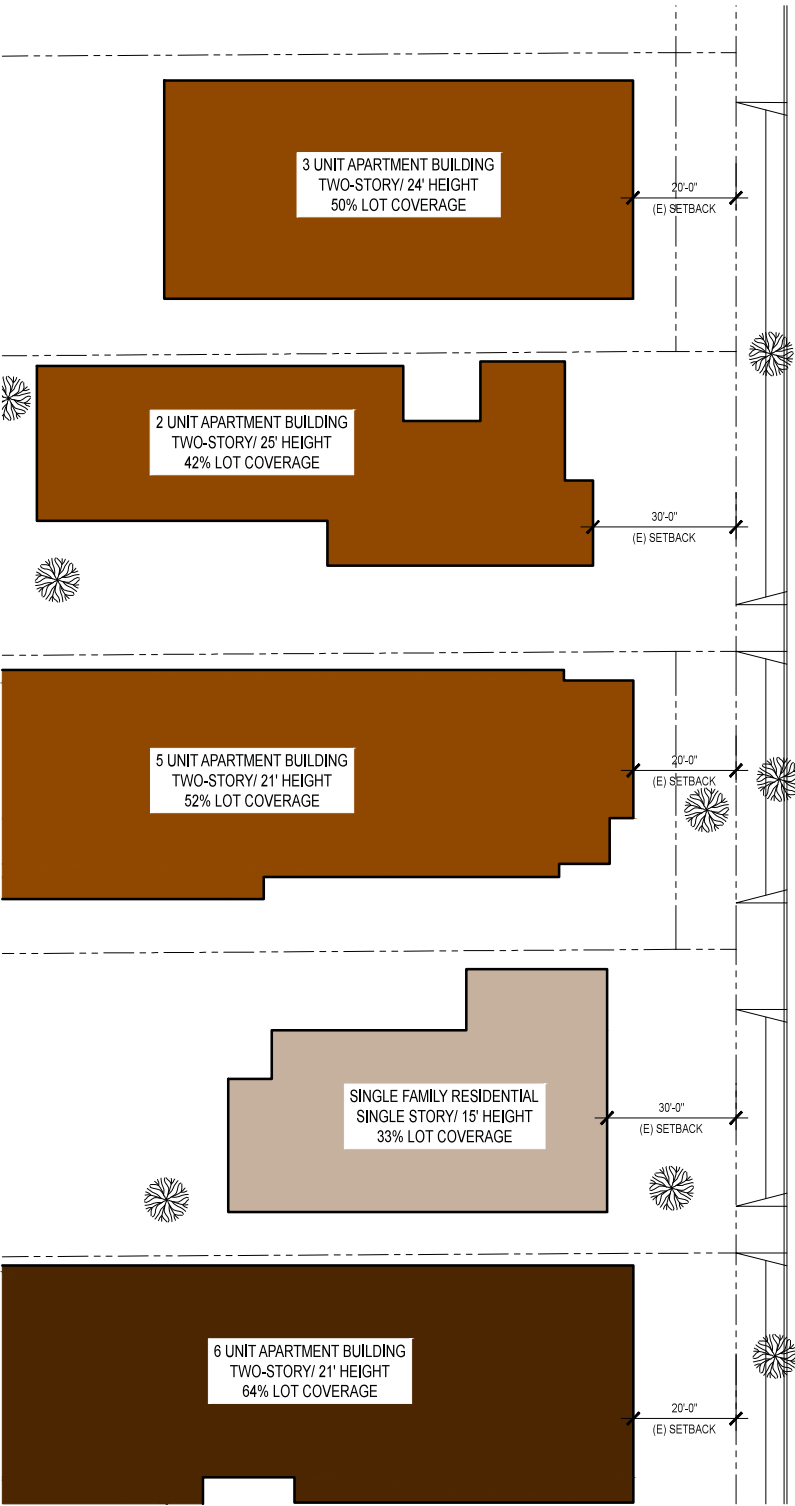 3 UNIT APARTMENT BUILDING
TWO-STORY/ 24' HEIGHT
50% LOT COVERAGE
20'-0"
(E) SETBACK
2 UNIT APARTMENT BUILDING
TWO-STORY/ 25' HEIGHT
42% LOT COVERAGE
30'-0"
(E) SETBACK
5 UNIT APARTMENT BUILDING
TWO-STORY/ 21' HEIGHT
52% LOT COVERAGE
20'-0"
(E) SETBACK
SINGLE FAMILY RESIDENTIAL
SINGLE STORY/ 15' HEIGHT
33% LOT COVERAGE
30'-0"
(E) SETBACK
6 UNIT APARTMENT BUILDING
TWO-STORY/ 21' HEIGHT
64% LOT COVERAGE
20'-0"
(E) SETBACK